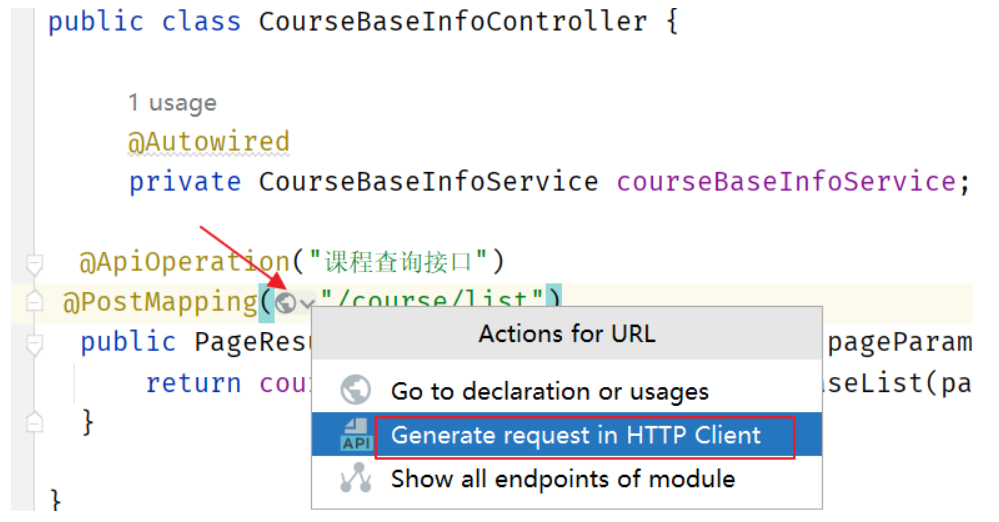 public class CourseBaseInfoController {
1 usage
@Autowired
private CourseBaseInfoService courseBaseInfoService;
@ApiOperation("课程查询接口")
@PostMapping("/course/list")
Actions for URL
public PageResu pageParam
Go to declaration or usages
return cou seList(pa
API Generate request in HTTP Client
}
Show all endpoints of module
}